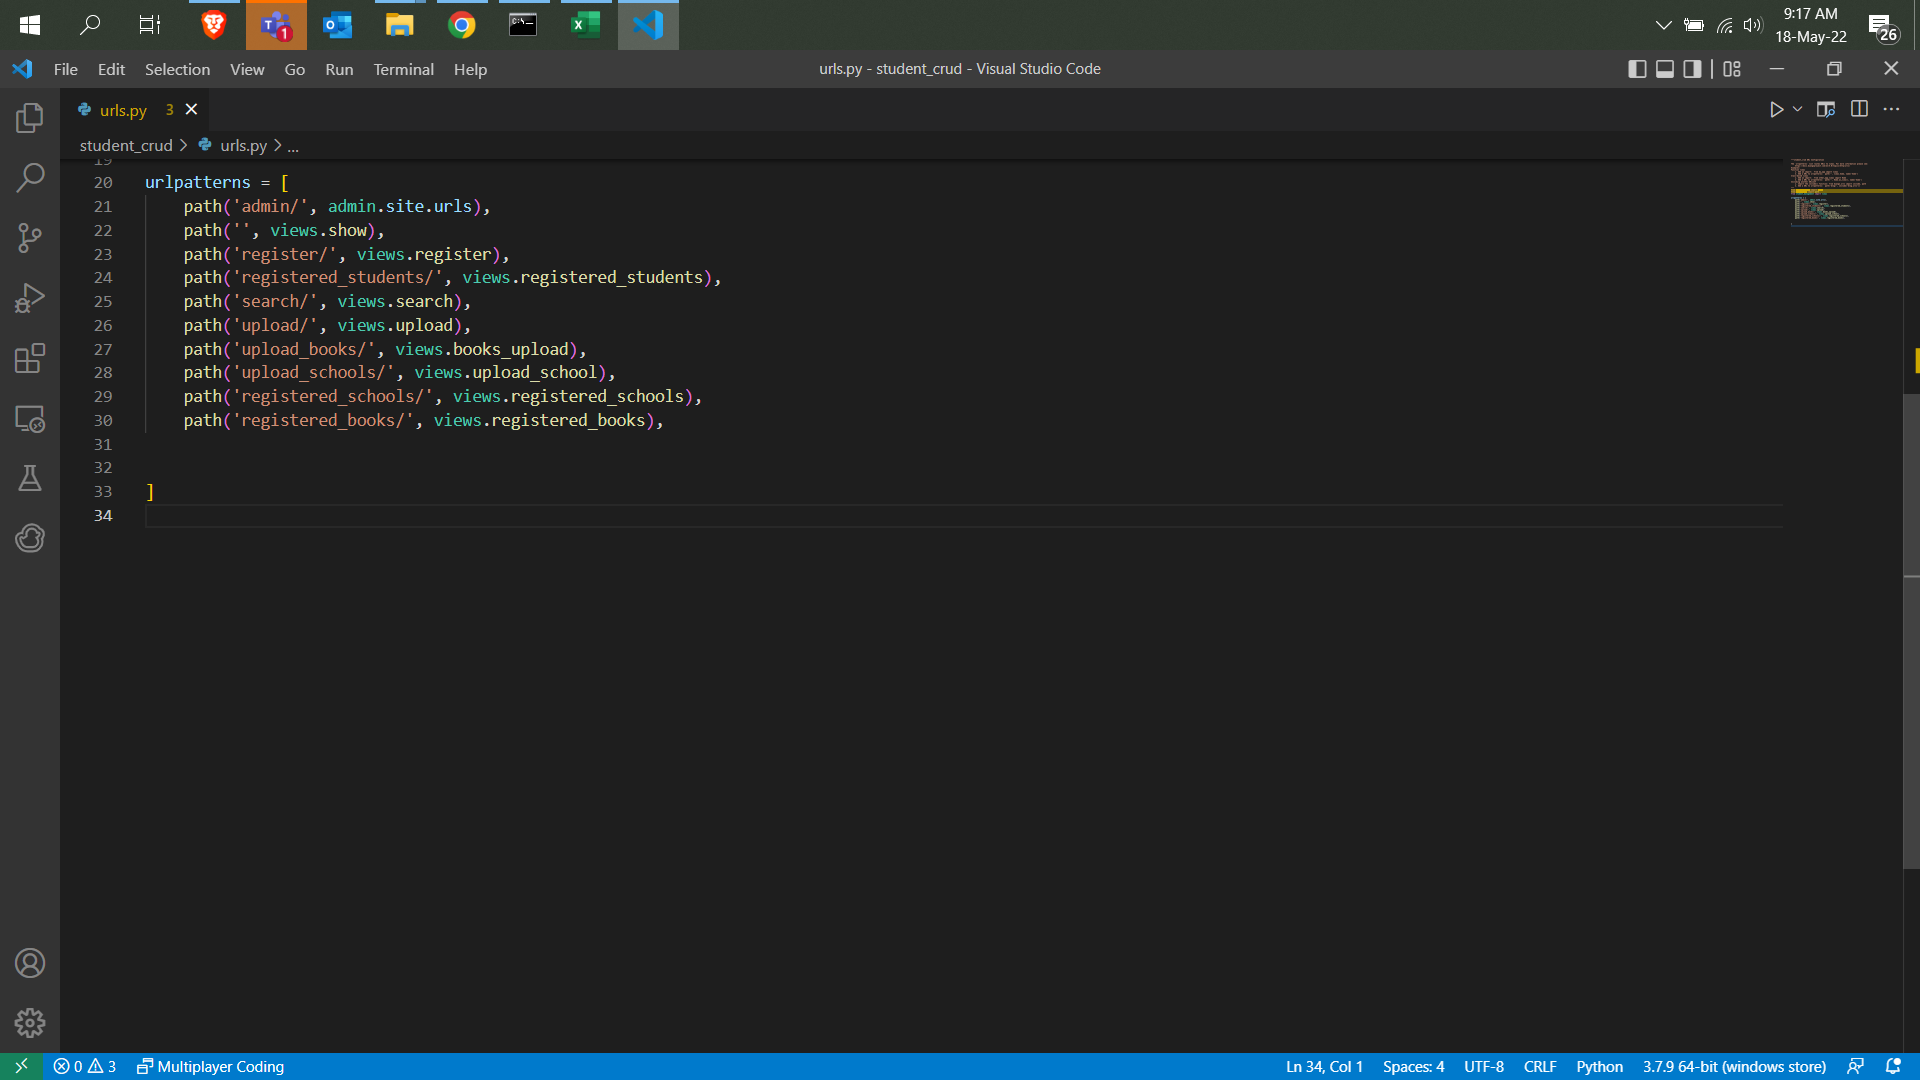 9:17 AM
18-May-22
26
1
File Edit Selection View Go Run Terminal Help
urls.py - student_crud - Visual Studio Code
urls.py 3
student_crud > urls.py > ...
19
20 urlpatterns = [
21 path('admin/', admin.site.urls),
22 path('', views.show),
23 path('register/', views.register),
24 path('registered_students/', views.registered_students),
25 path('search/', views.search),
26 path('upload/', views.upload),
27 path('upload_books/', views.books_upload),
28 path('upload_schools/', views.upload_school),
29 path('registered_schools/', views.registered_schools),
30 path('registered_books/', views.registered_books),
31
32
33 ]
34
0 3 Multiplayer Coding
Ln 34, Col 1 Spaces: 4 UTF-8 CRLF Python 3.7.9 64-bit (windows store)